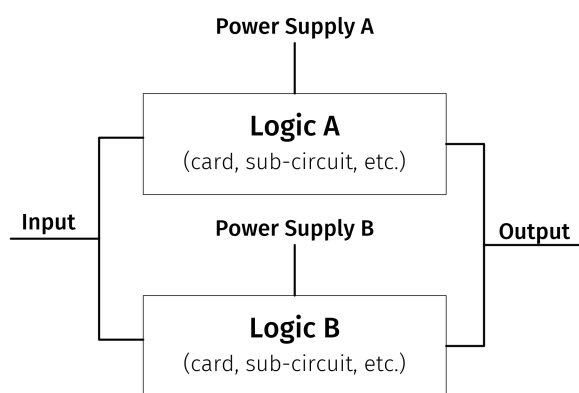 Power Supply A
Logic A
(card, sub-circuit, etc.)
Input
Power Supply B
Output
Logic B
(card, sub-circuit, etc.)